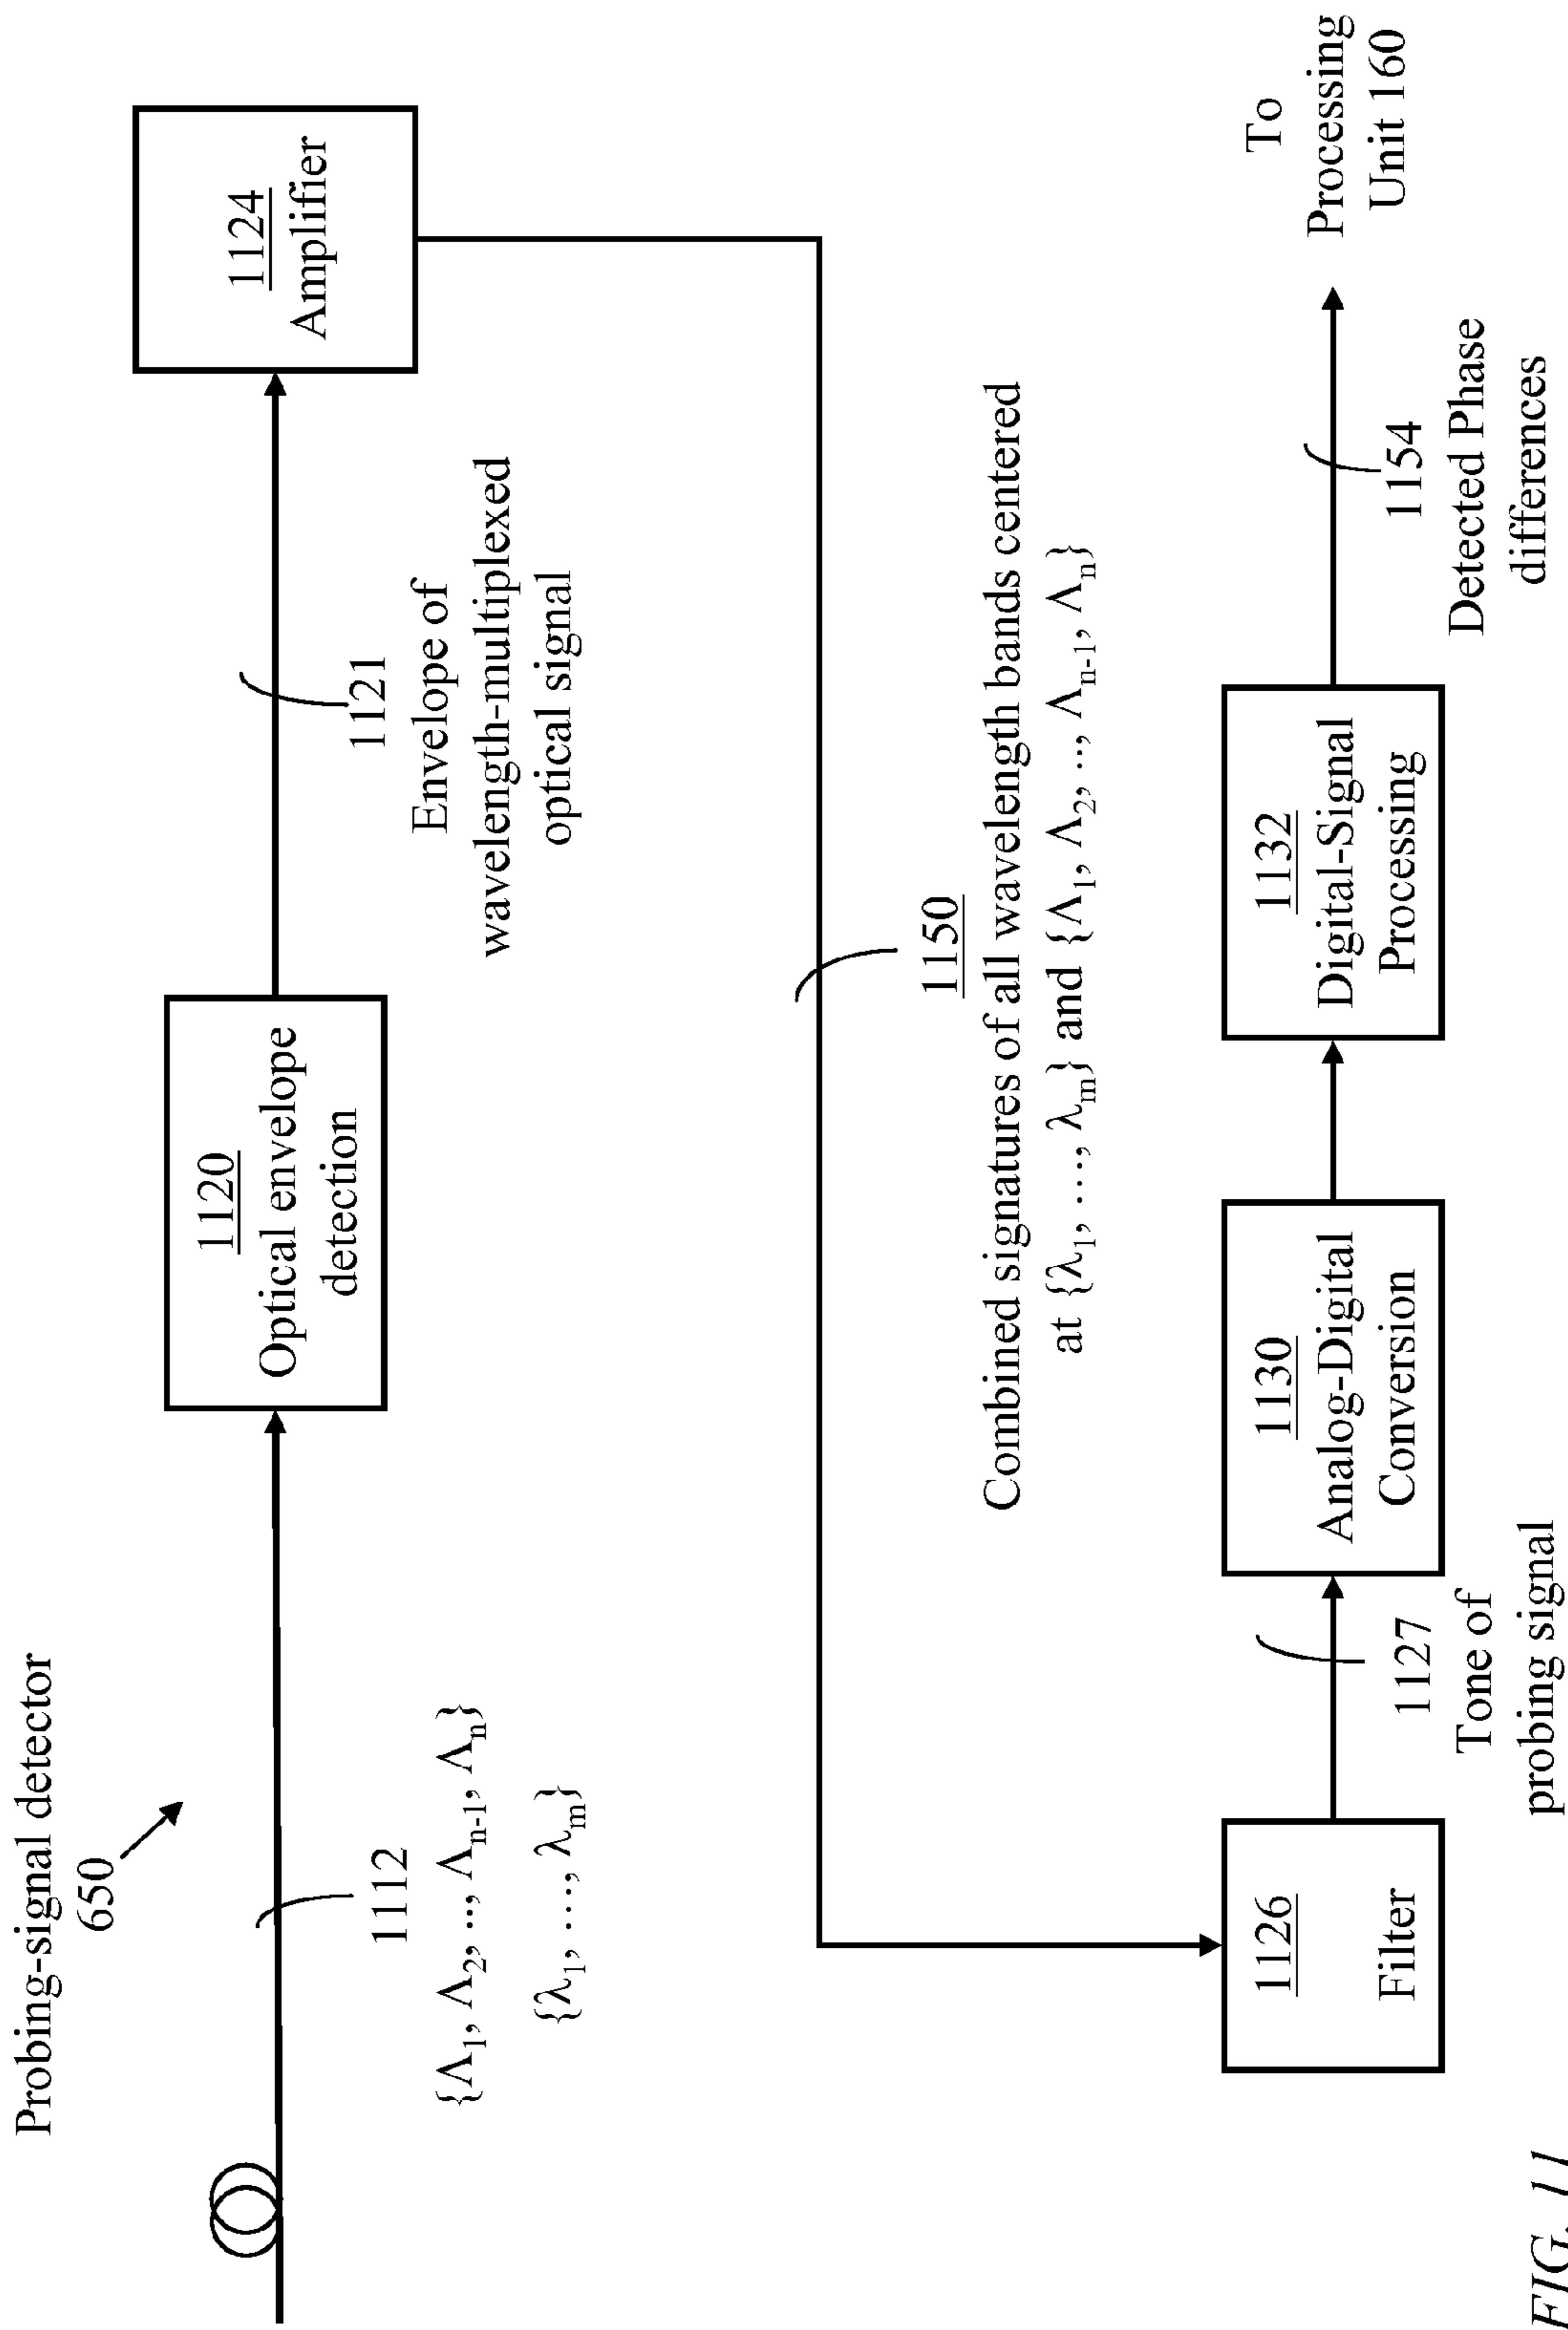 Probing-signal detector
650
1112
{Λ1, Λ2, .., Λn-1, Λn}
{λ1, …., λm}
1120
Optical envelope
detection
1121
Envelope of
wavelength-multiplexed
optical signal
1124
Amplifier
1150
Combined signatures of all wavelength bands centered
at {λ1, …., λm} and {Λ1, Λ2, .., Λn-1, Λn}
1126
Filter
1127
Tone of
probing signal
1130
Analog-Digital
Conversion
1132
Digital-Signal
Processing
1154
Detected Phase
differences
To
Processing
Unit 160
FIG. 11